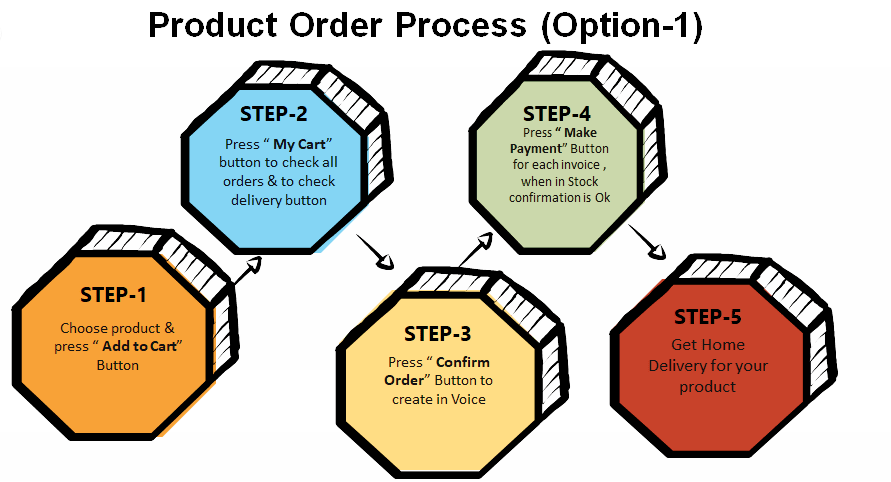 Product Order Process (Option-1)
STEP-1
Choose product &
press “ Add to Cart”
Button
STEP-2
Press “ My Cart”
button to check all
orders & to check
delivery button
STEP-3
Press “ Confirm
Order” Button to
create in Voice
STEP-4
Press “ Make
Payment” Button
for each invoice ,
when in Stock
confirmation is Ok
STEP-5
Get Home
Delivery for your
product